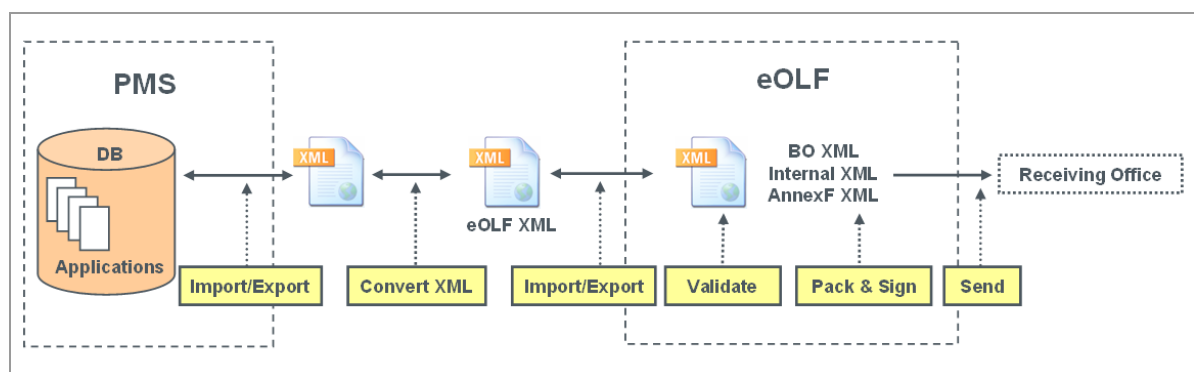 PMS
eOLF
DB
Applications
XML
XML
eOLF XML
XML
BO XML
Internal XML
AnnexF XML
Receiving Office
Import/Export
Convert XML
Import/Export
Validate
Pack & Sign
Send